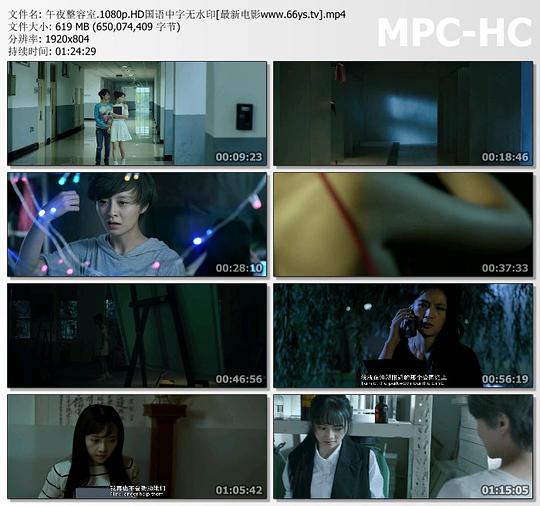 文件名: 午夜整容室.1080p.HD国语中字无水印[最新电影www.66ys.tv].mp4
文件大小: 619 MB (650,074,409 字节)
分辨率: 1920x804
持续时间: 01:24:29
MPC-HC
00:09:23
00:18:46
00:28:10
00:37:33
00:46:56
00:56:19
01:05:42
01:15:05